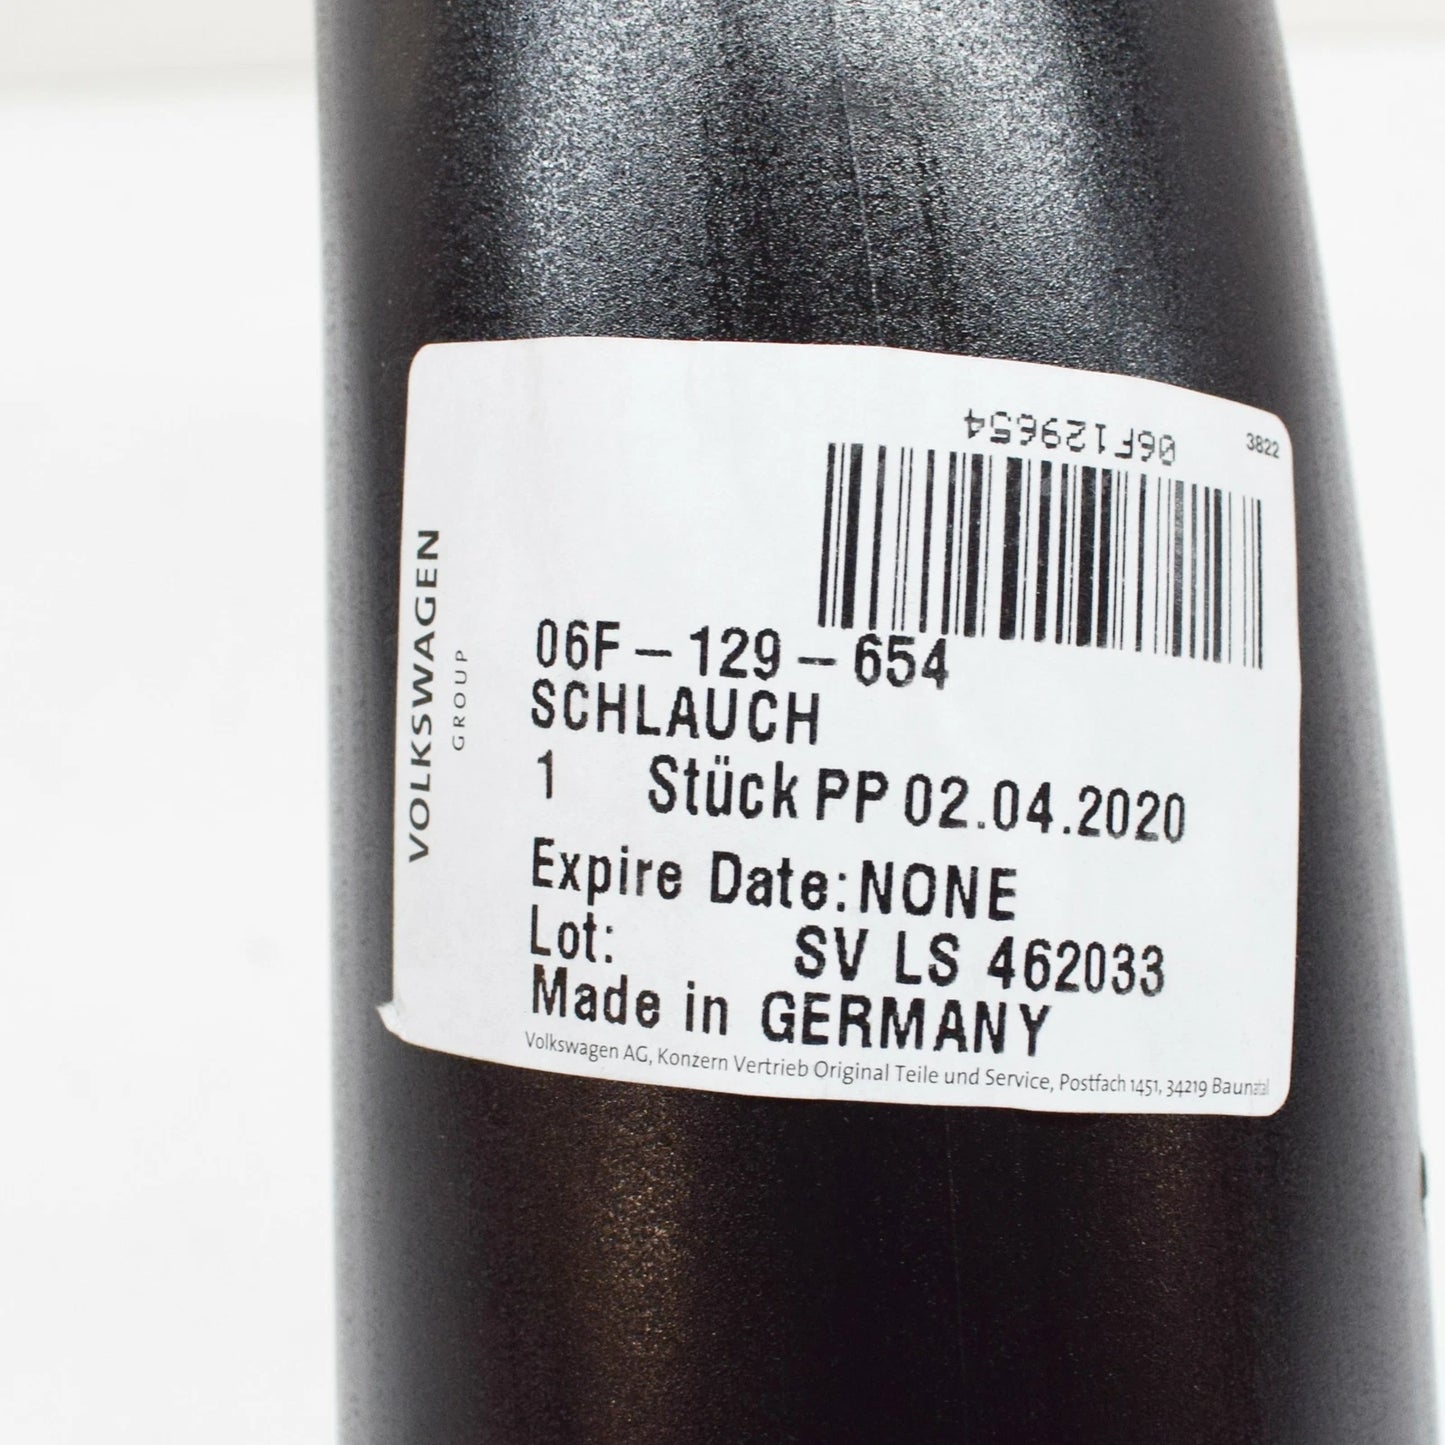 06F129654
3822
VOLKSWAGEN
GROUP
06F-129-654
SCHLAUCH
1 Stück PP 02.04.2020
Expire Date:NONE
Lot: SV LS 462033
Made in GERMANY
Volkswagen AG, Konzern Vertrieb Original Teile und Service, Postfach 1451, 34219 Baunatal